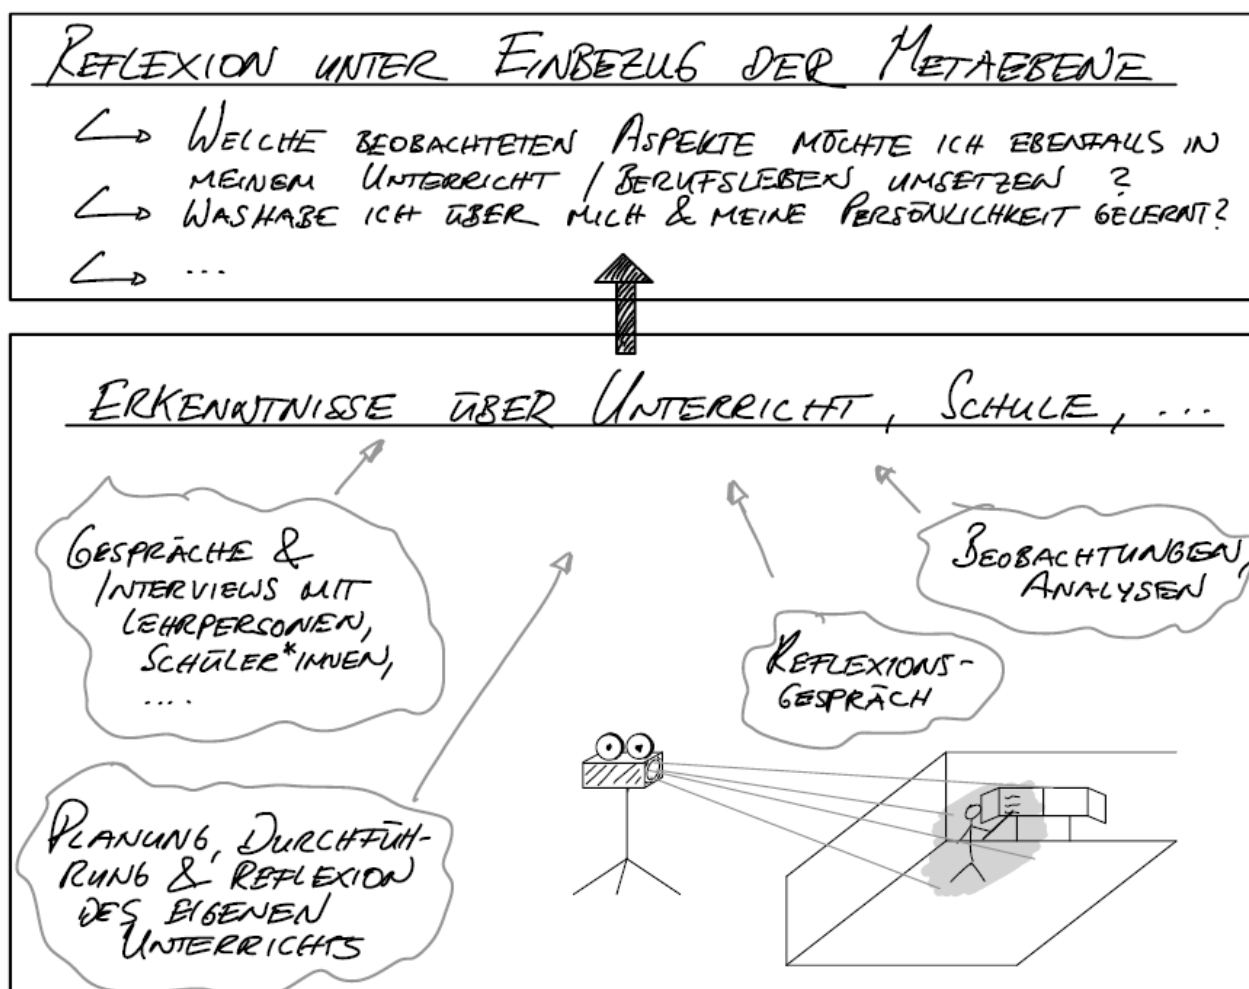 REFLEXION UNTER EINBEZUG DER METAEBENE
WELCHE BEOBACHTETEN ASPEKTE MÖCHTE ICH EBENFALLS IN
MEINEM UNTERRICHT / BERUFSLEBEN UMSETZEN ?
WAS HABE ICH ÜBER MICH & MEINE PERSÖNLICHKEIT GELERNT?
...
ERKENNTNISSE ÜBER UNTERRICHT, SCHULE, ...
GESPRÄCHE &
INTERVIEWS MIT
LEHRPERSONEN,
SCHÜLER*INNEN,
....
BEOBACHTUNGEN,
ANALYSEN
REFLEXIONS-
GESPRÄCH
PLANUNG, DURCHFÜH-
RUNG & REFLEXION
DES EIGENEN
UNTERRICHTS